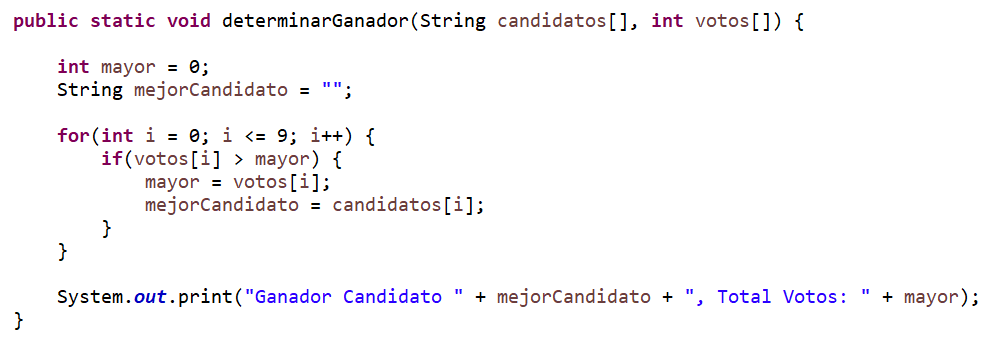 public static void determinarGanador(String candidatos[], int votos[]) {
int mayor = 0;
String mejorCandidato = "";
for(int i = 0; i <= 9; i++) {
if(votos[i] > mayor) {
mayor = votos[i];
mejorCandidato = candidatos[i];
}
}
System.out.print("Ganador Candidato " + mejorCandidato + ", Total Votos: " + mayor);
}